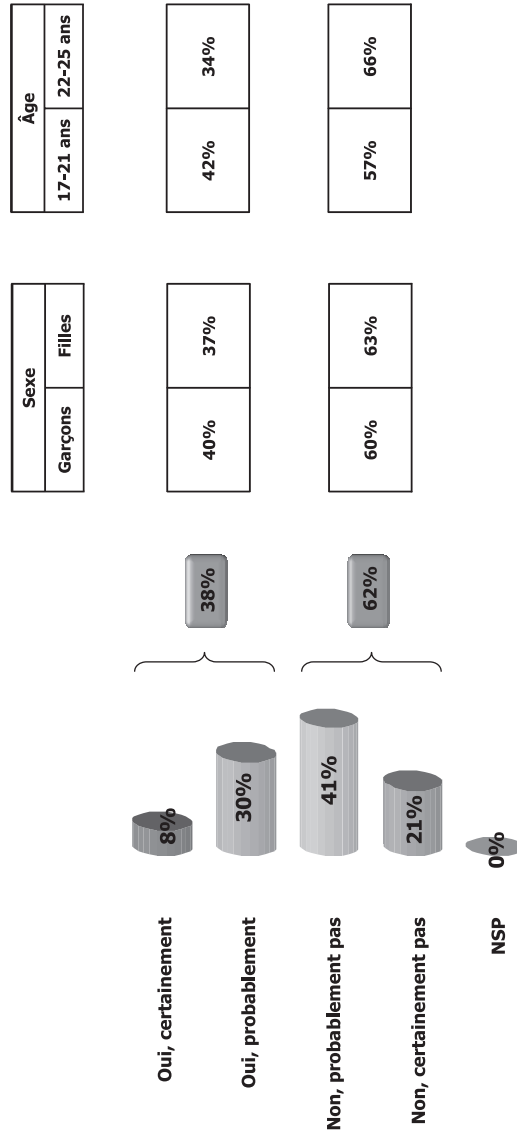 Sexe
Âge
Garçons Filles
17-21 ans 22-25 ans
Oui, certainement 8%
38%
40% 37%
42% 34%
Oui, probablement 30%
Non, probablement pas 41%
62%
60% 63%
57% 66%
Non, certainement pas 21%
NSP 0%